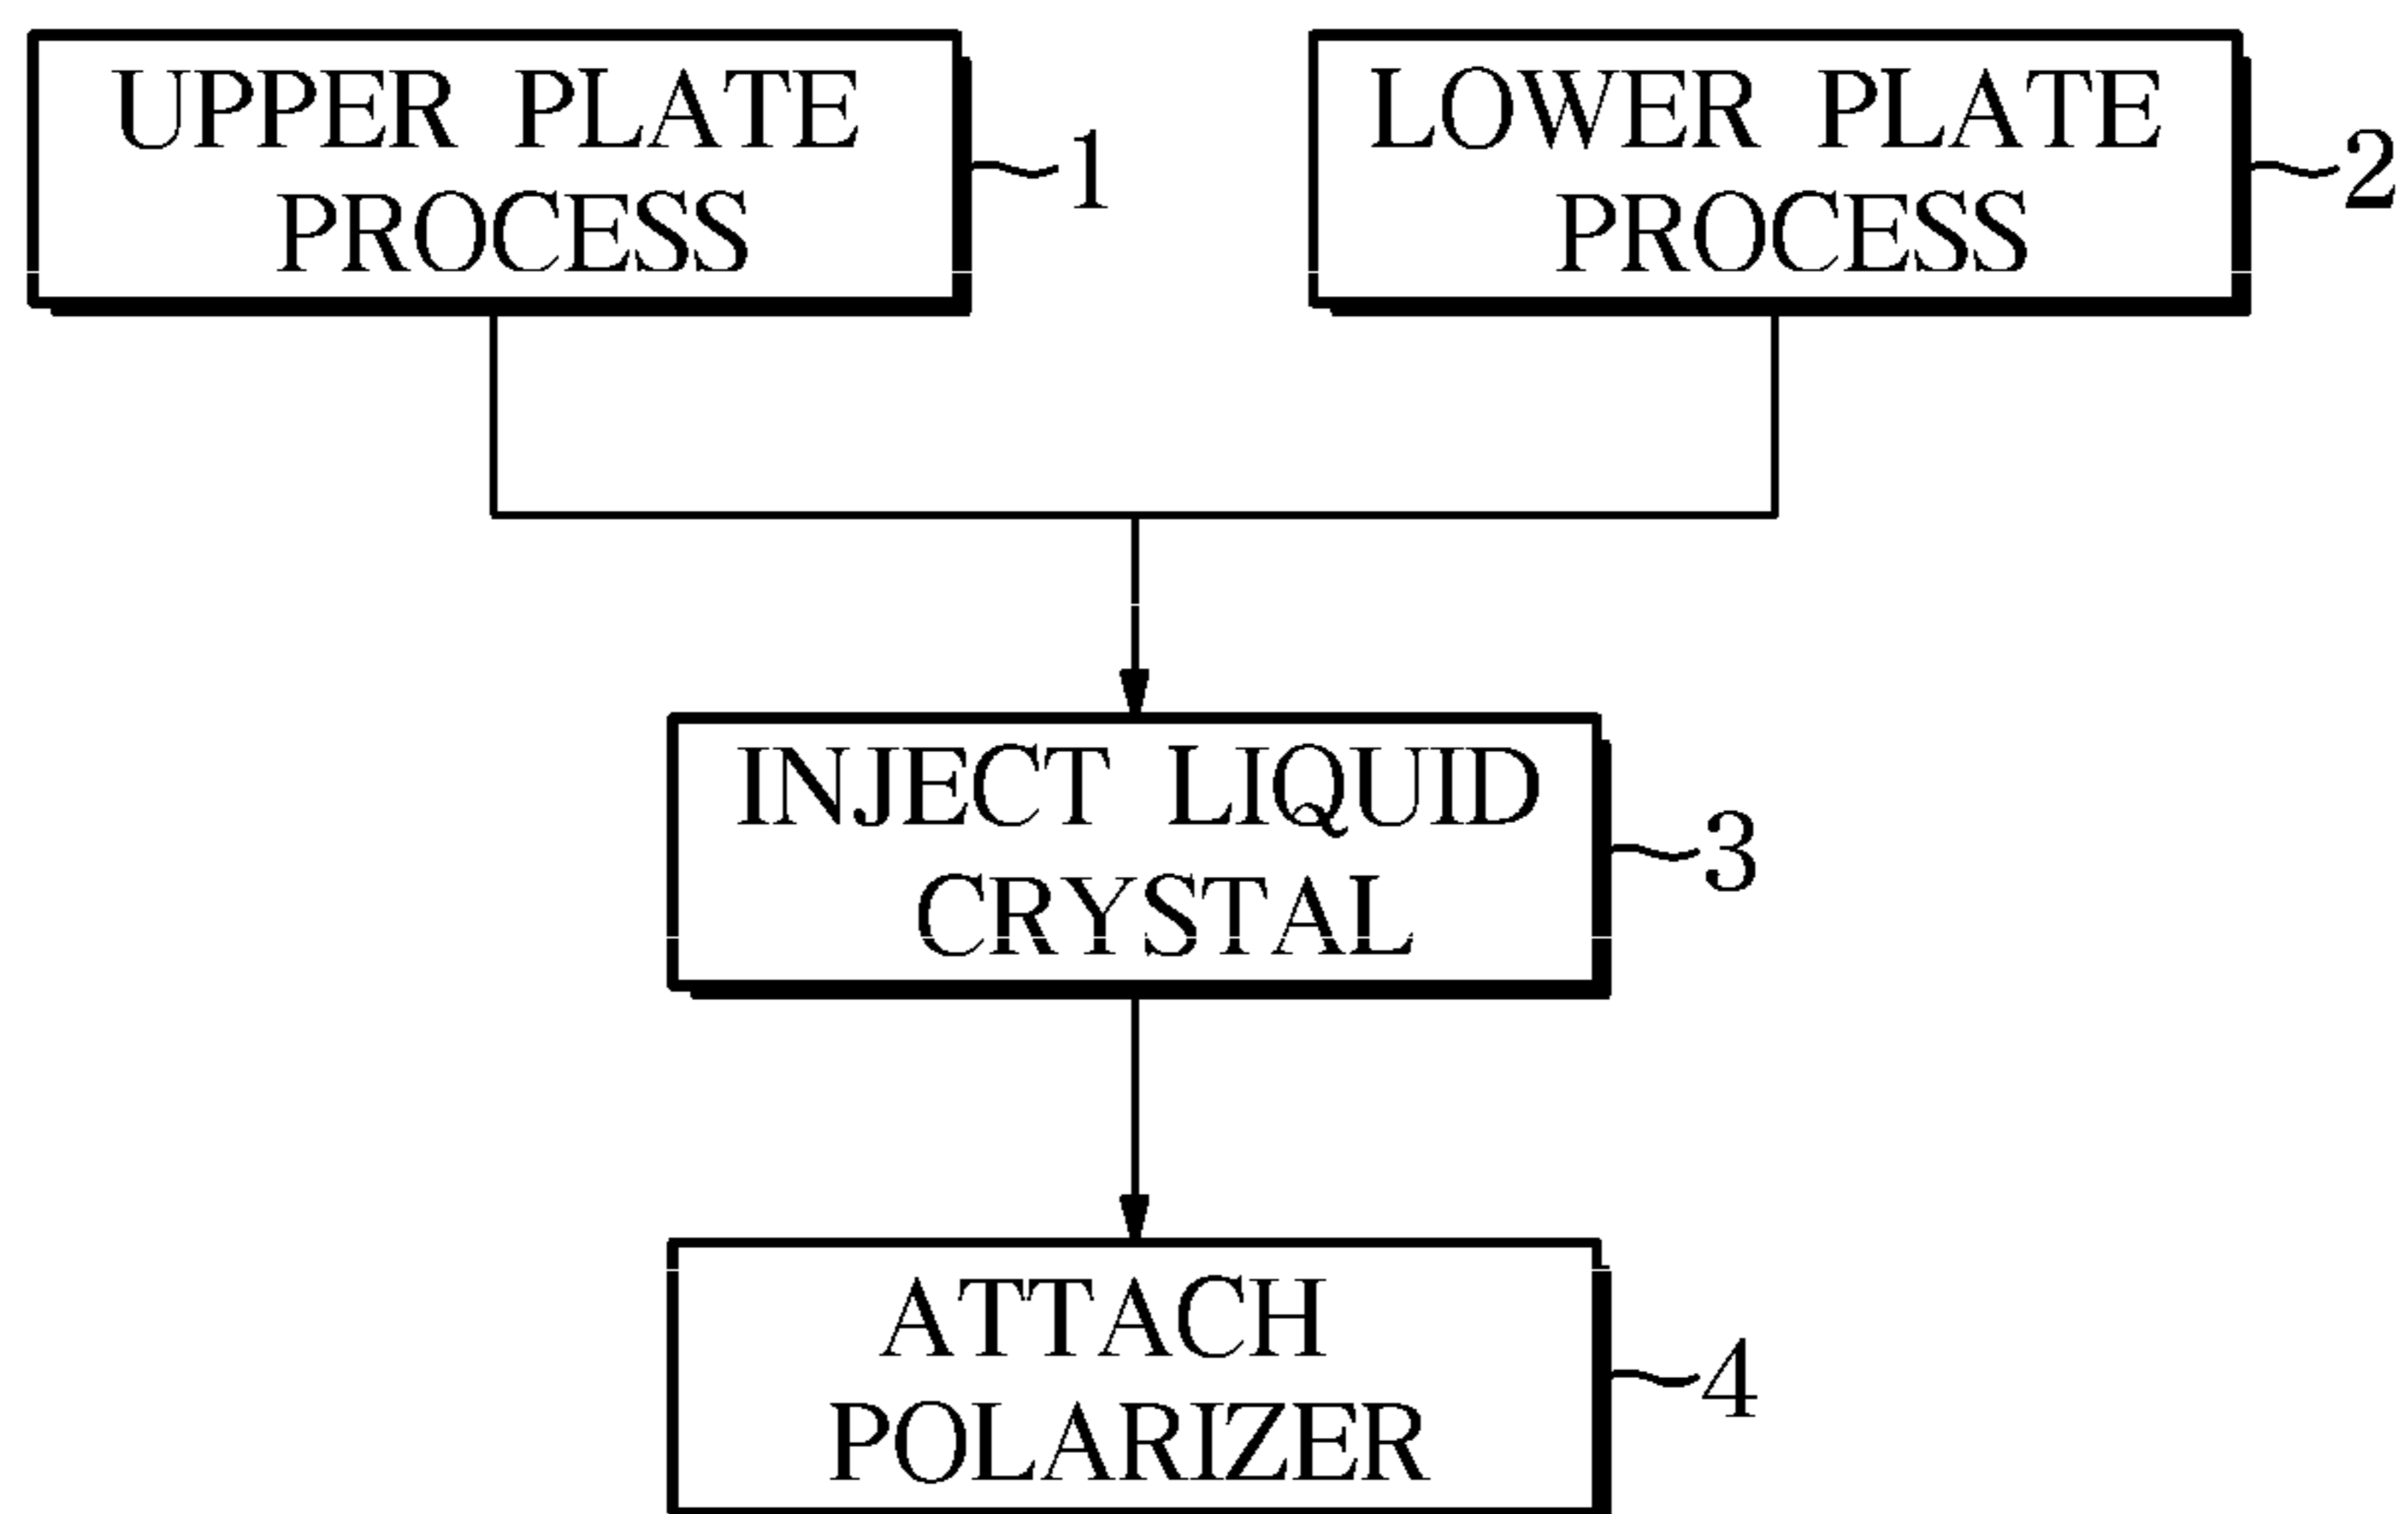 UPPER PLATE
PROCESS
1
LOWER PLATE
PROCESS
2
INJECT LIQUID
CRYSTAL
3
ATTACH
POLARIZER
4